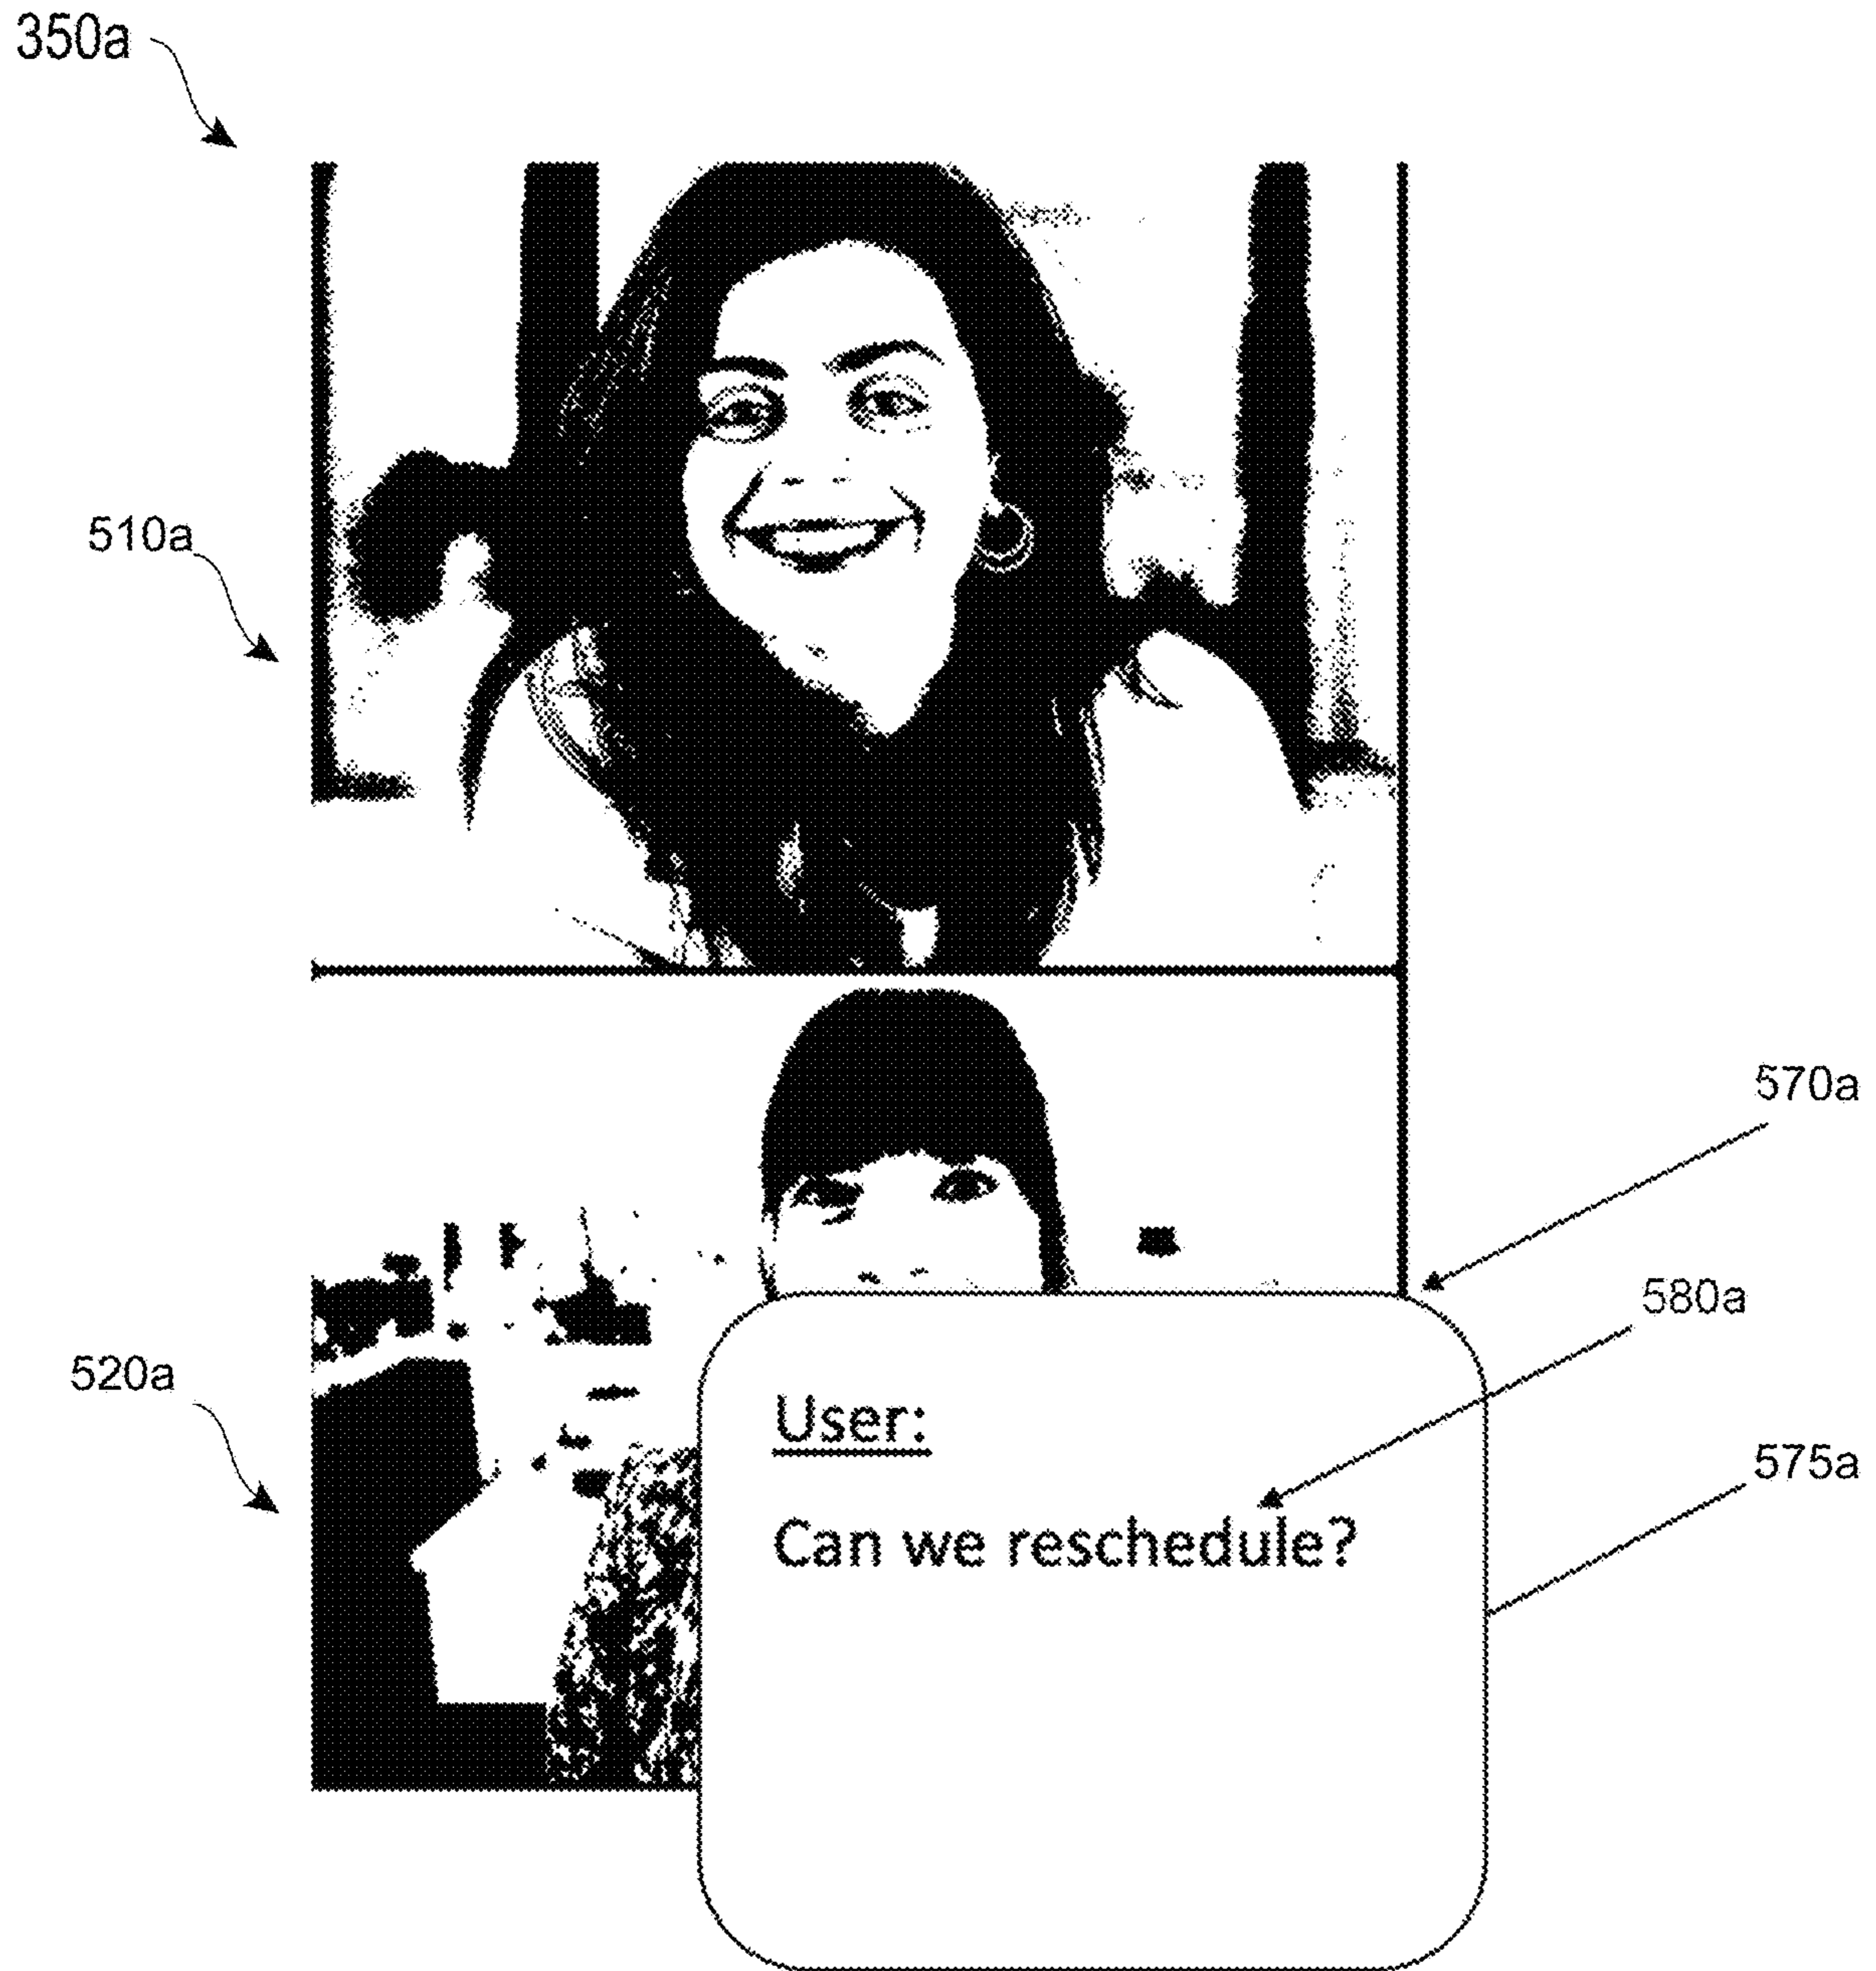 350a
510a
570a
580a
520a
User:
575a
Can we reschedule?